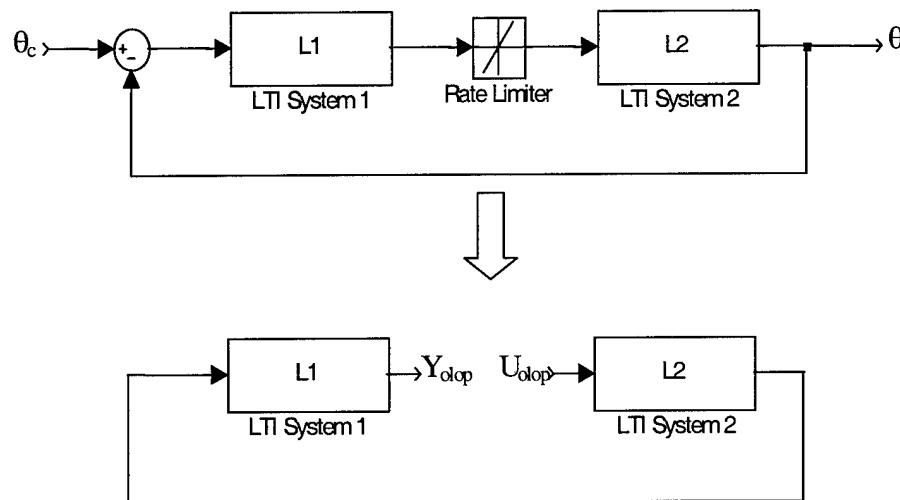 θc + - L1 L2 θ
LTI System 1 Rate Limiter LTI System 2
L1 Yolop Uolop L2
LTI System 1 LTI System 2